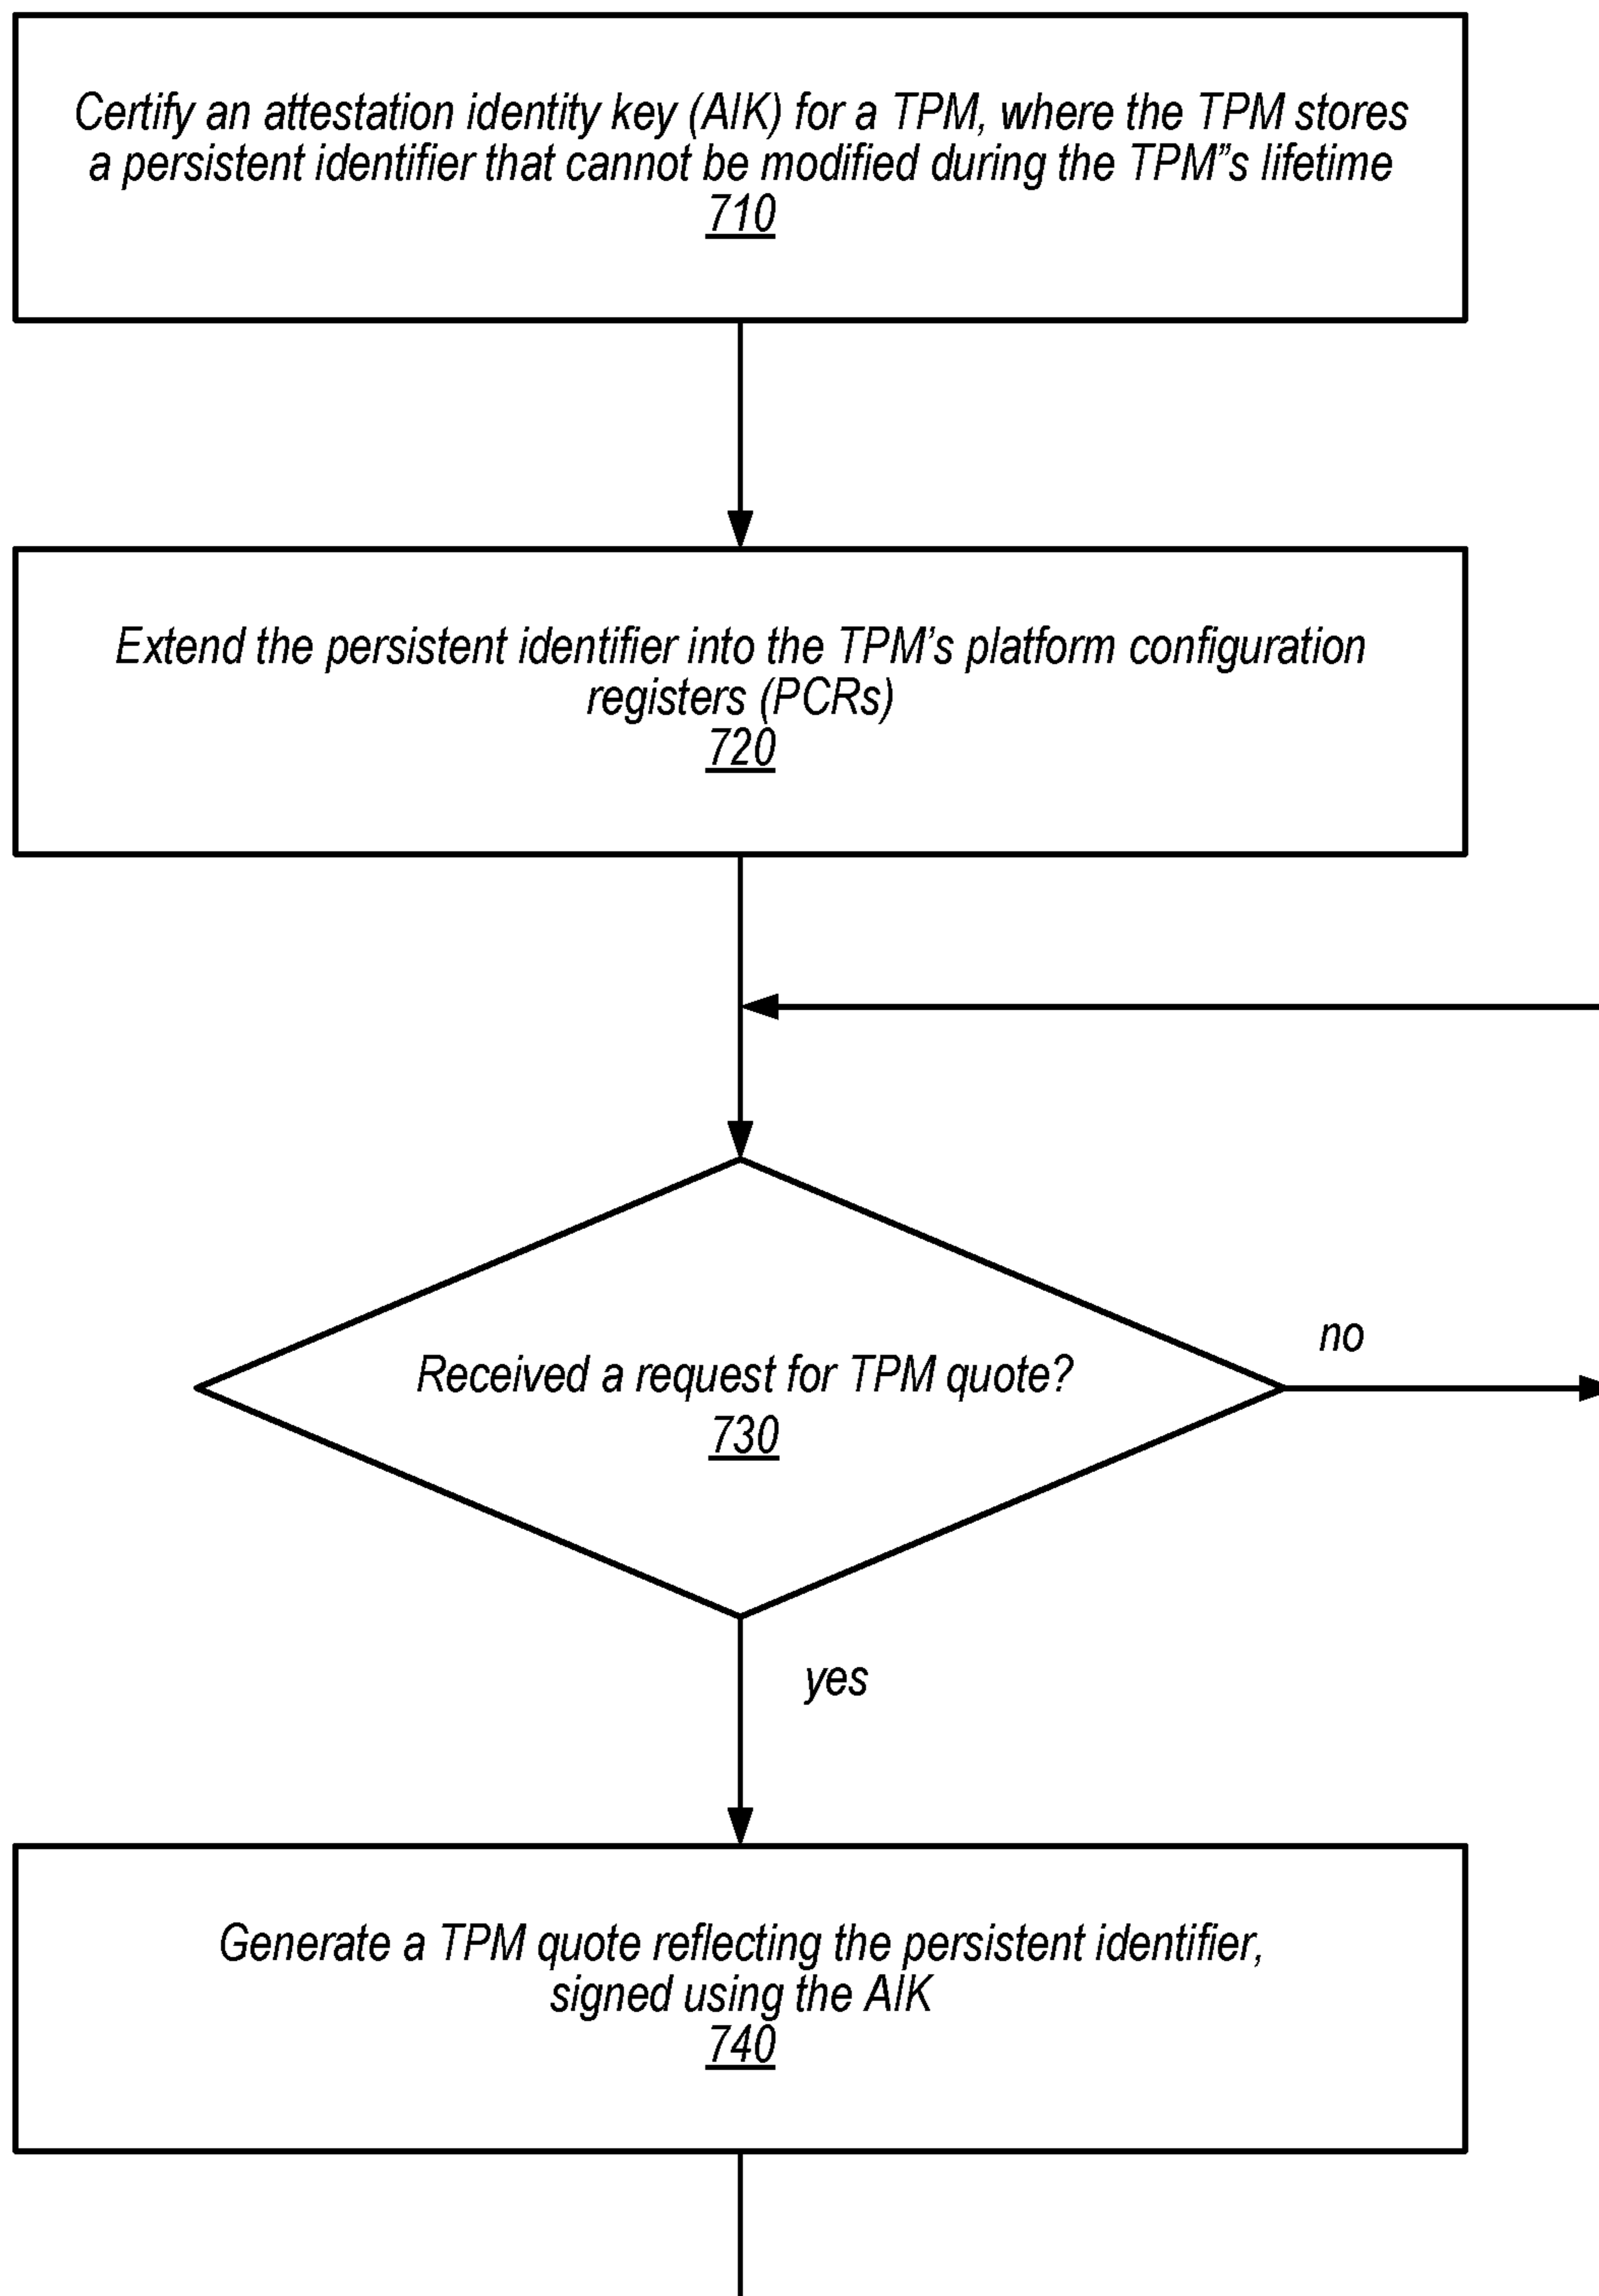 Certify an attestation identity key (AIK) for a TPM, where the TPM stores
a persistent identifier that cannot be modified during the TPM”s lifetime
710
Extend the persistent identifier into the TPM’s platform configuration
registers (PCRs)
720
Received a request for TPM quote?
730
no
yes
Generate a TPM quote reflecting the persistent identifier,
signed using the AIK
740